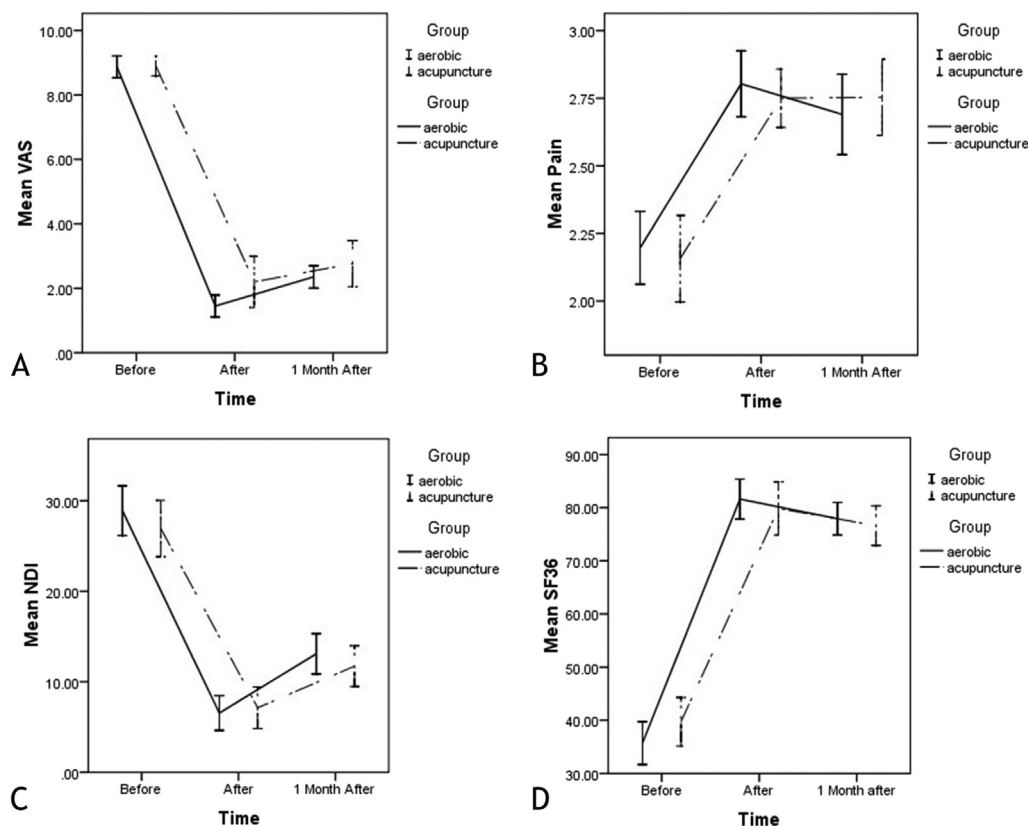 A
10.00
8.00
6.00
4.00
2.00
.00
Mean VAS
Before
After
1 Month After
Time
Group
aerobic
acupuncture
Group
aerobic
acupuncture
B
3.00
2.75
2.50
2.25
2.00
Mean Pain
Before
After
1 Month After
Time
Group
aerobic
acupuncture
Group
aerobic
acupuncture
C
30.00
20.00
10.00
.00
Mean NDI
Before
After
1 Month After
Time
Group
aerobic
acupuncture
Group
aerobic
acupuncture
D
90.00
80.00
70.00
60.00
50.00
40.00
30.00
Mean SF36
Before
After
1 Month after
Time
Group
aerobic
acupuncture
Group
aerobic
acupuncture